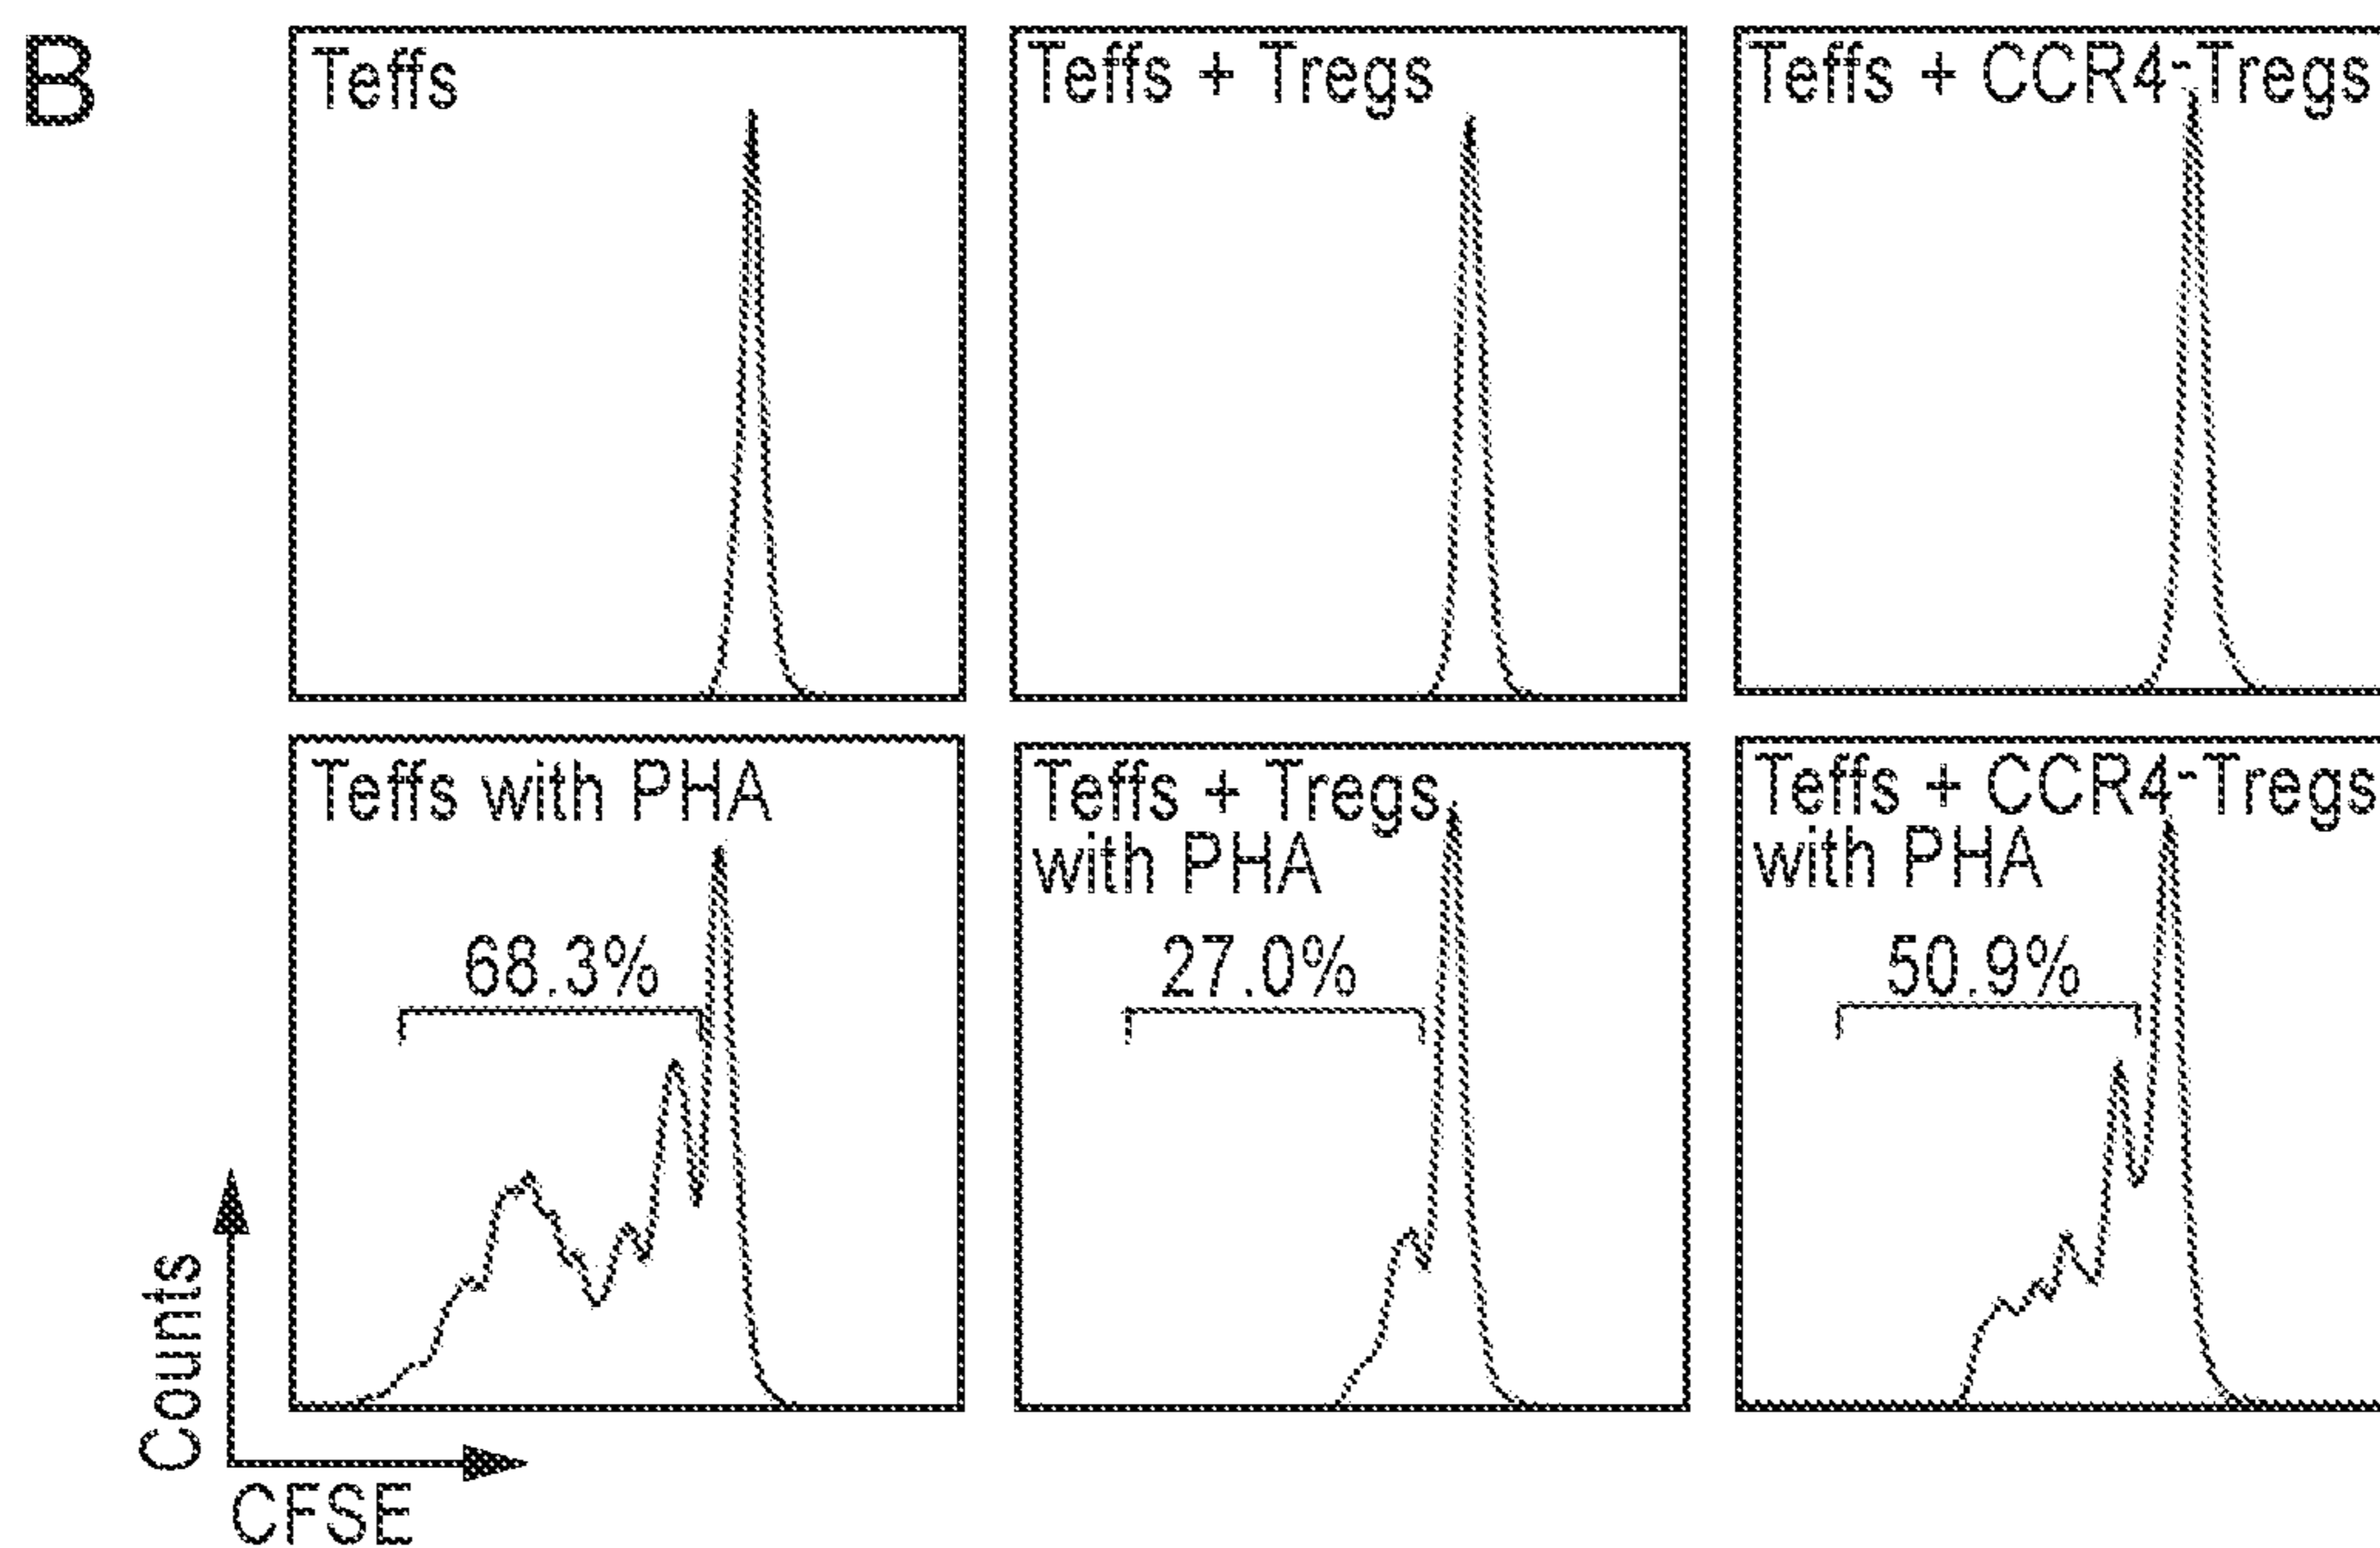 B
Teffs
Teffs + Tregs
Teffs + CCR4-Tregs
Teffs with PHA
68.3%
Teffs + Tregs
with PHA
27.0%
Teffs + CCR4-Tregs
with PHA
50.9%
Counts
CFSE